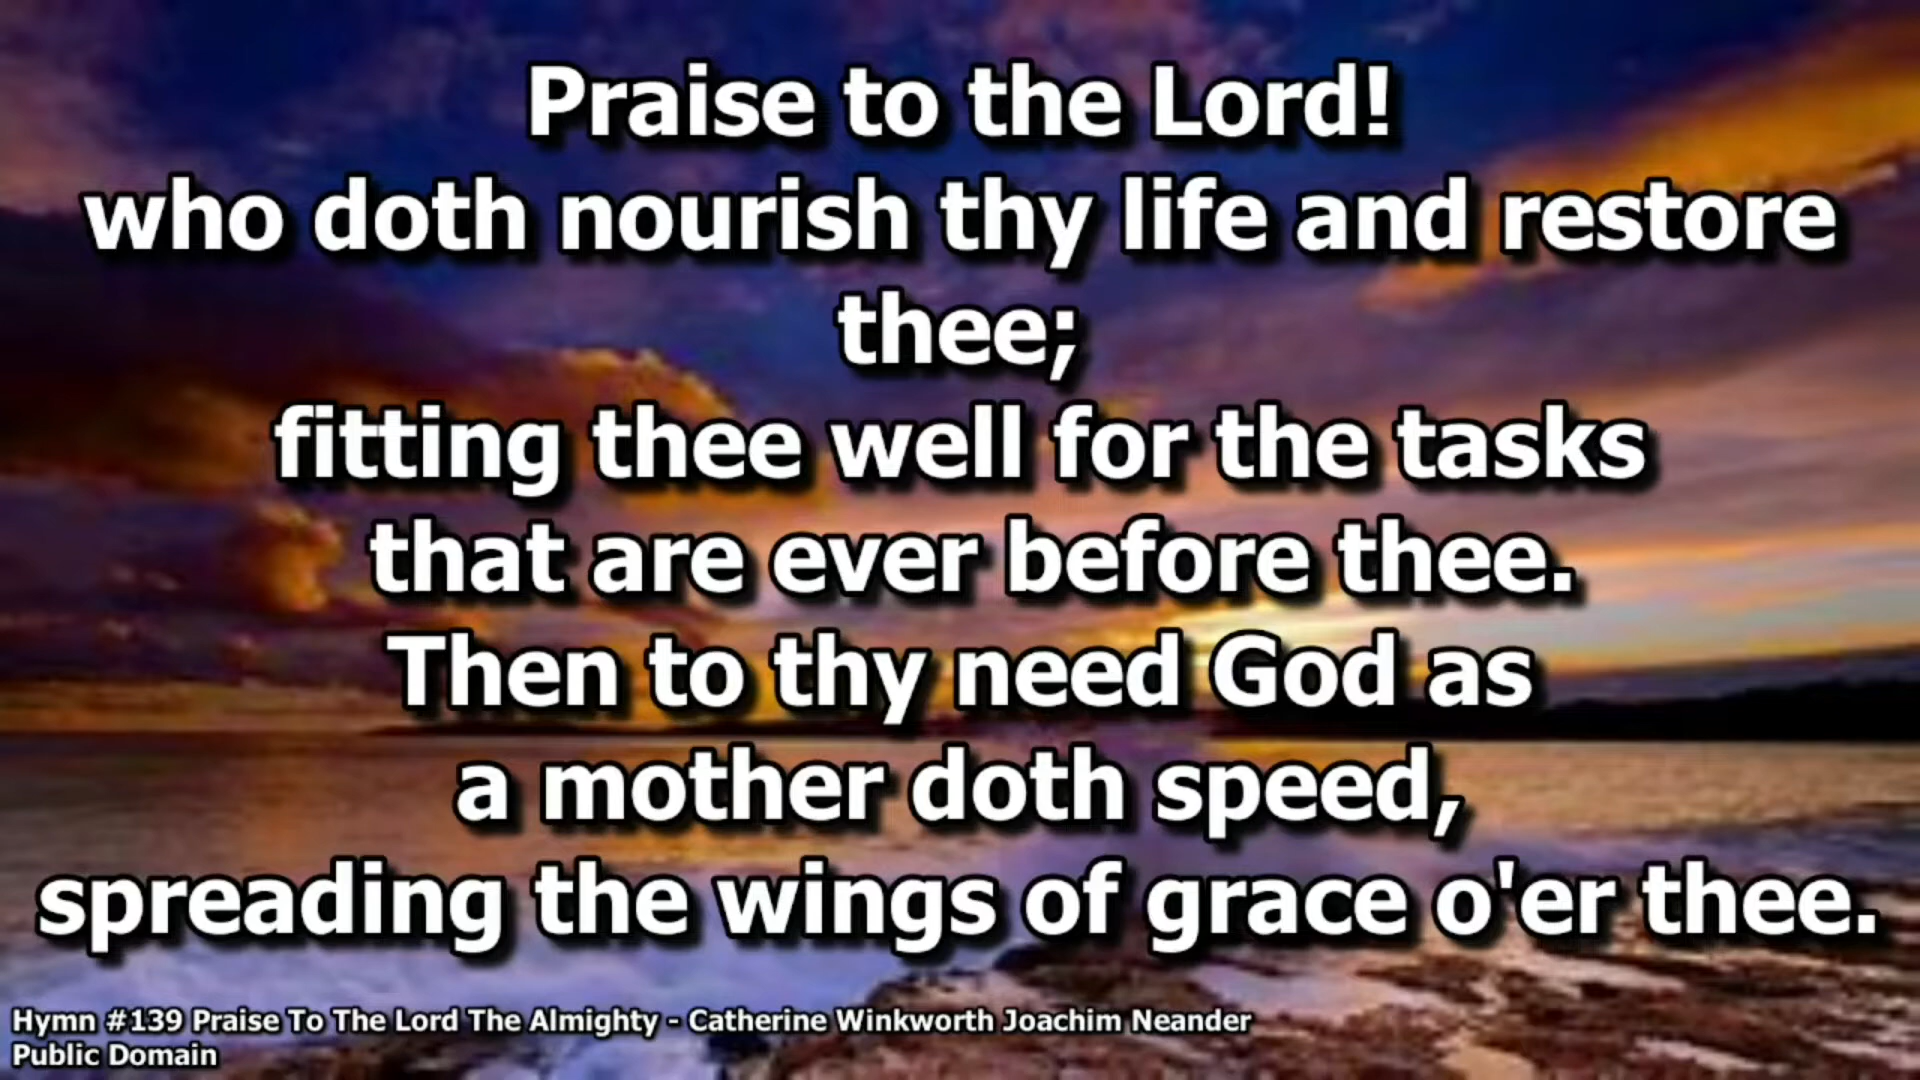 Praise to the Lord!
who doth nourish thy life and restore
thee;
fitting thee well for the tasks
that are ever before thee.
Then to thy need God as
a mother doth speed,
spreading the wings of grace o'er thee.
Hymn #139 Praise To The Lord The Almighty - Catherine Winkworth Joachim Neander
Public Domain